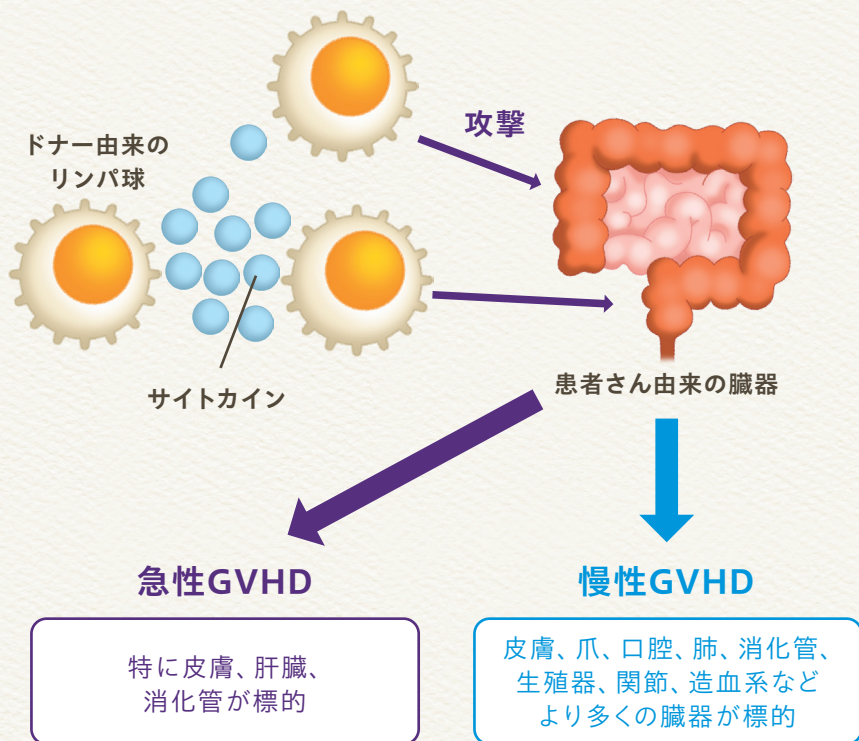 攻撃
ドナー由来の
リンパ球
サイトカイン
患者さん由来の臓器
急性GVHD
特に皮膚、肝臓、
消化管が標的
慢性GVHD
皮膚、爪、口腔、肺、消化管、
生殖器、関節、造血系など
より多くの臓器が標的